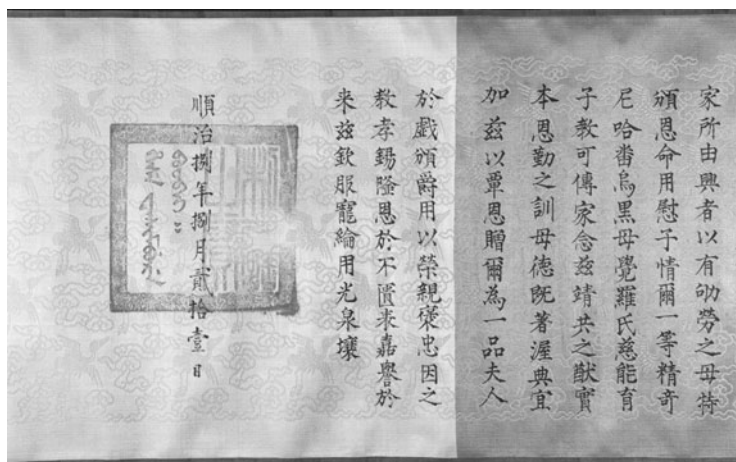 家所由興者以有劬勞之母特
頒恩命用慰子情爾一等精奇
尼哈番烏黑母覺羅氏慈能育
子教可傳家念茲靖共之猷實
本恩勤之訓母德既著渥典宜
加茲以覃恩贈爾為一品夫人
於戲頒爵用以榮親褒忠因之
教孝錫隆恩於不匱永嘉譽於
来茲欽服寵綸用光泉壤
順治捌年捌月貳拾壹日